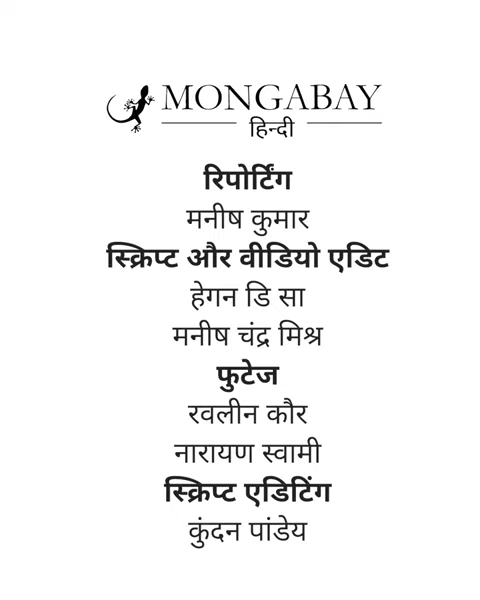 MONGABAY
हिन्दी
रिपोर्टिंग
मनीष कुमार
स्क्रिप्ट और वीडियो एडिट
हेगन डि सा
मनीष चंद्र मिश्र
फुटेज
रवलीन कौर
नारायण स्वामी
स्क्रिप्ट एडिटिंग
कुंदन पांडेय